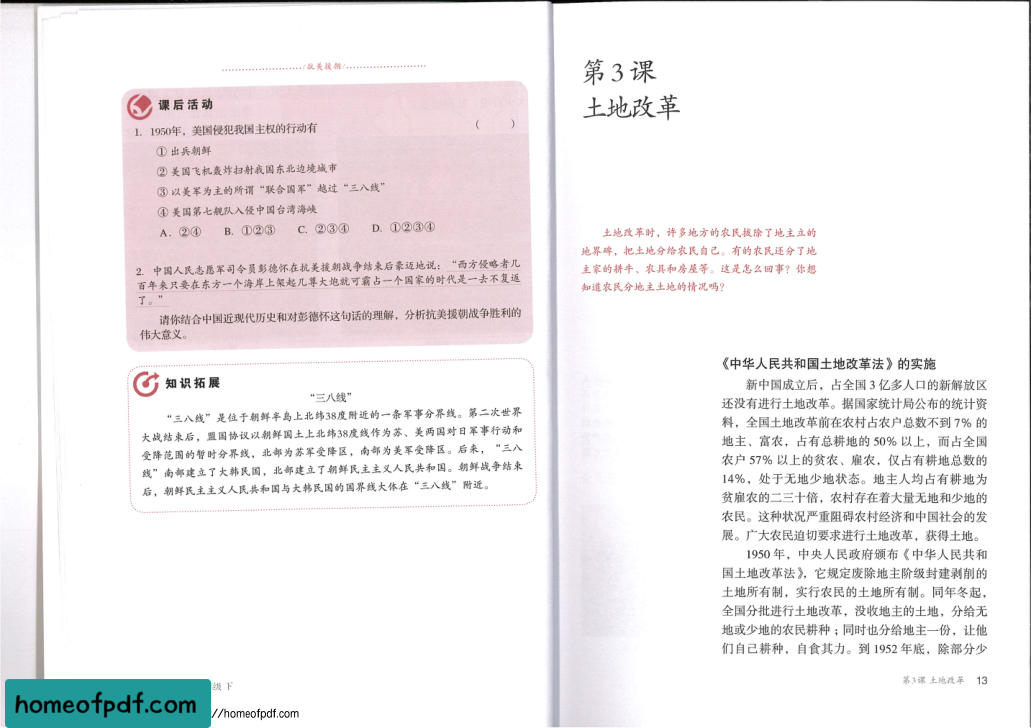 抗美援朝
课后活动
1. 1950年，美国侵犯我国主权的行动有 （ ）
① 出兵朝鲜
② 美国飞机轰炸扫射我国东北边境城市
③ 以美军为主的所谓“联合国军”越过“三八线”
④ 美国第七舰队入侵中国台湾海峡
A. ②④ B. ①②③ C. ②③④ D. ①②③④
2. 中国人民志愿军司令员彭德怀在抗美援朝战争结束后豪迈地说：“西方侵略者几
百年来只要在东方一个海岸上架起几尊大炮就可霸占一个国家的时代是一去不复返
了。”
请你结合中国近现代历史和对彭德怀这句话的理解，分析抗美援朝战争胜利的
伟大意义。
知识拓展
“三八线”
“三八线”是位于朝鲜半岛上北纬38度附近的一条军事分界线。第二次世界
大战结束后，盟国协议以朝鲜国土上北纬38度线作为苏、美两国对日军事行动和
受降范围的暂时分界线，北部为苏军受降区，南部为美军受降区。后来，“三八
线”南部建立了大韩民国，北部建立了朝鲜民主主义人民共和国。朝鲜战争结束
后，朝鲜民主主义人民共和国与大韩民国的国界线大体在“三八线”附近。
级 下
homeofpdf.com
//homeofpdf.com
第 3 课
土地改革
土地改革时，许多地方的农民拔除了地主立的
地界碑，把土地分给农民自己。有的农民还分了地
主家的耕牛、农具和房屋等。这是怎么回事？你想
知道农民分地主土地的情况吗？
《中华人民共和国土地改革法》的实施
新中国成立后，占全国 3 亿多人口的新解放区
还没有进行土地改革。据国家统计局公布的统计资
料，全国土地改革前在农村占农户总数不到 7% 的
地主、富农，占有总耕地的 50% 以上，而占全国
农户 57% 以上的贫农、雇农，仅占有耕地总数的
14%，处于无地少地状态。地主人均占有耕地为
贫雇农的二三十倍，农村存在着大量无地和少地的
农民。这种状况严重阻碍农村经济和中国社会的发
展。广大农民迫切要求进行土地改革，获得土地。
1950 年，中央人民政府颁布《中华人民共和
国土地改革法》，它规定废除地主阶级封建剥削的
土地所有制，实行农民的土地所有制。同年冬起，
全国分批进行土地改革，没收地主的土地，分给无
地或少地的农民耕种；同时也分给地主一份，让他
们自己耕种，自食其力。到 1952 年底，除部分少
第3课 土地改革 13